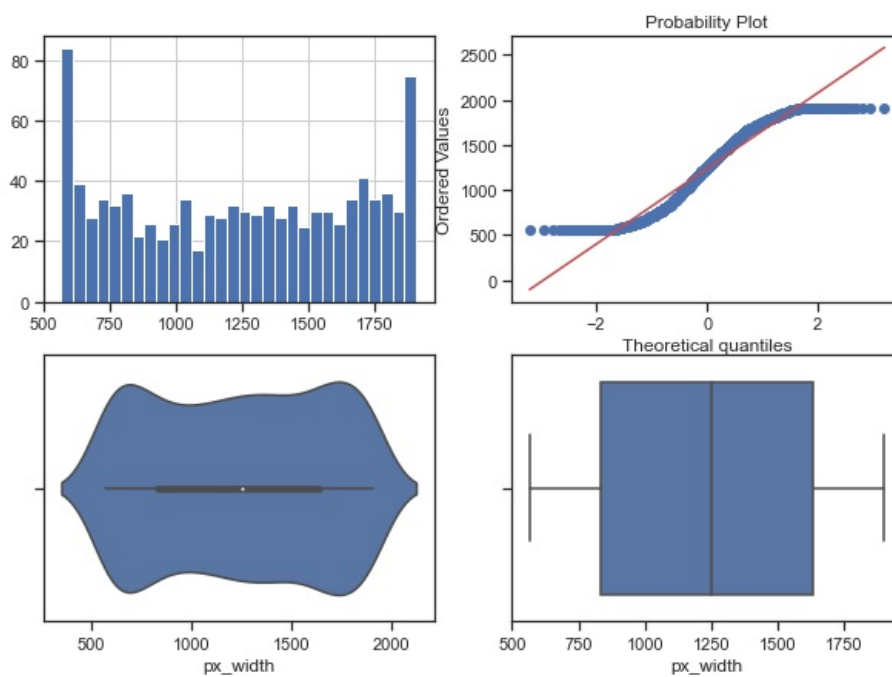 Probability Plot
80
60
40
20
0
500 750 1000 1250 1500 1750
Ordered Values
2500
2000
1500
1000
500
0
−2 0 2
Theoretical quantiles
500 1000 1500 2000
px_width
500 750 1000 1250 1500 1750
px_width